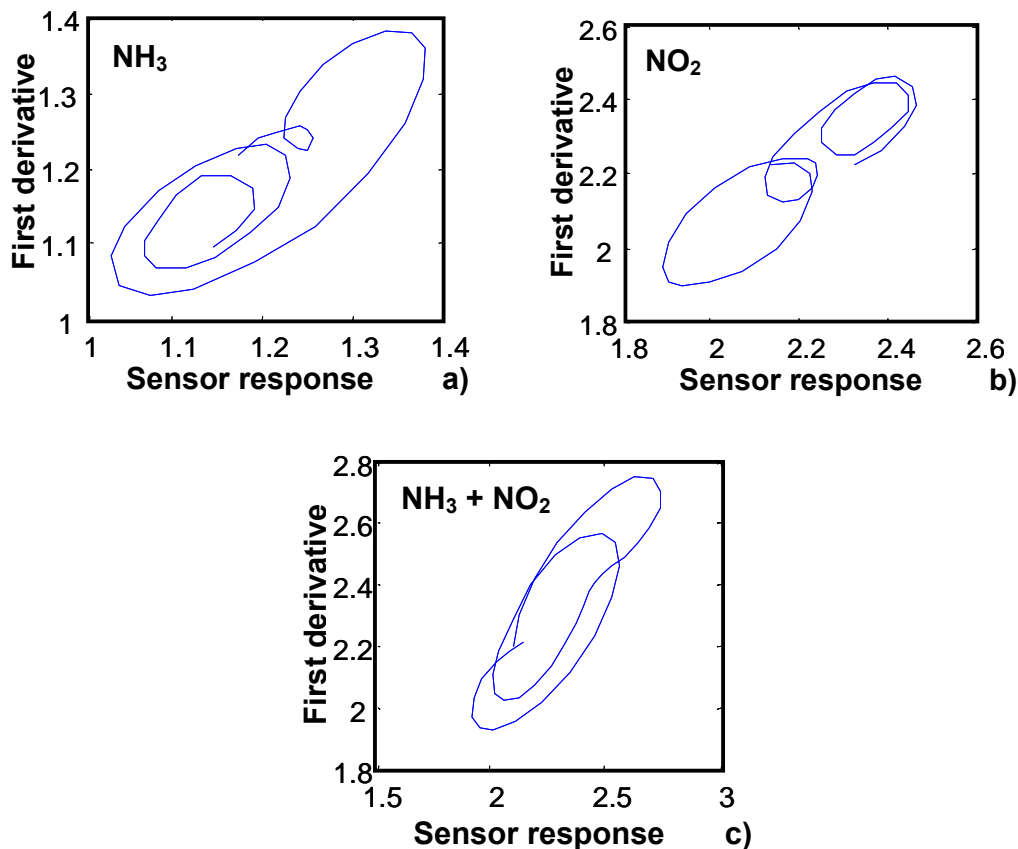 NH₃
First derivative
1.4
1.3
1.2
1.1
1
1
1.1
1.2
1.3
1.4
Sensor response
a)
NO₂
First derivative
2.6
2.4
2.2
2
1.8
1.8
2
2.2
2.4
2.6
Sensor response
b)
NH₃ + NO₂
First derivative
2.8
2.6
2.4
2.2
2
1.8
1.5
2
2.5
3
Sensor response
c)